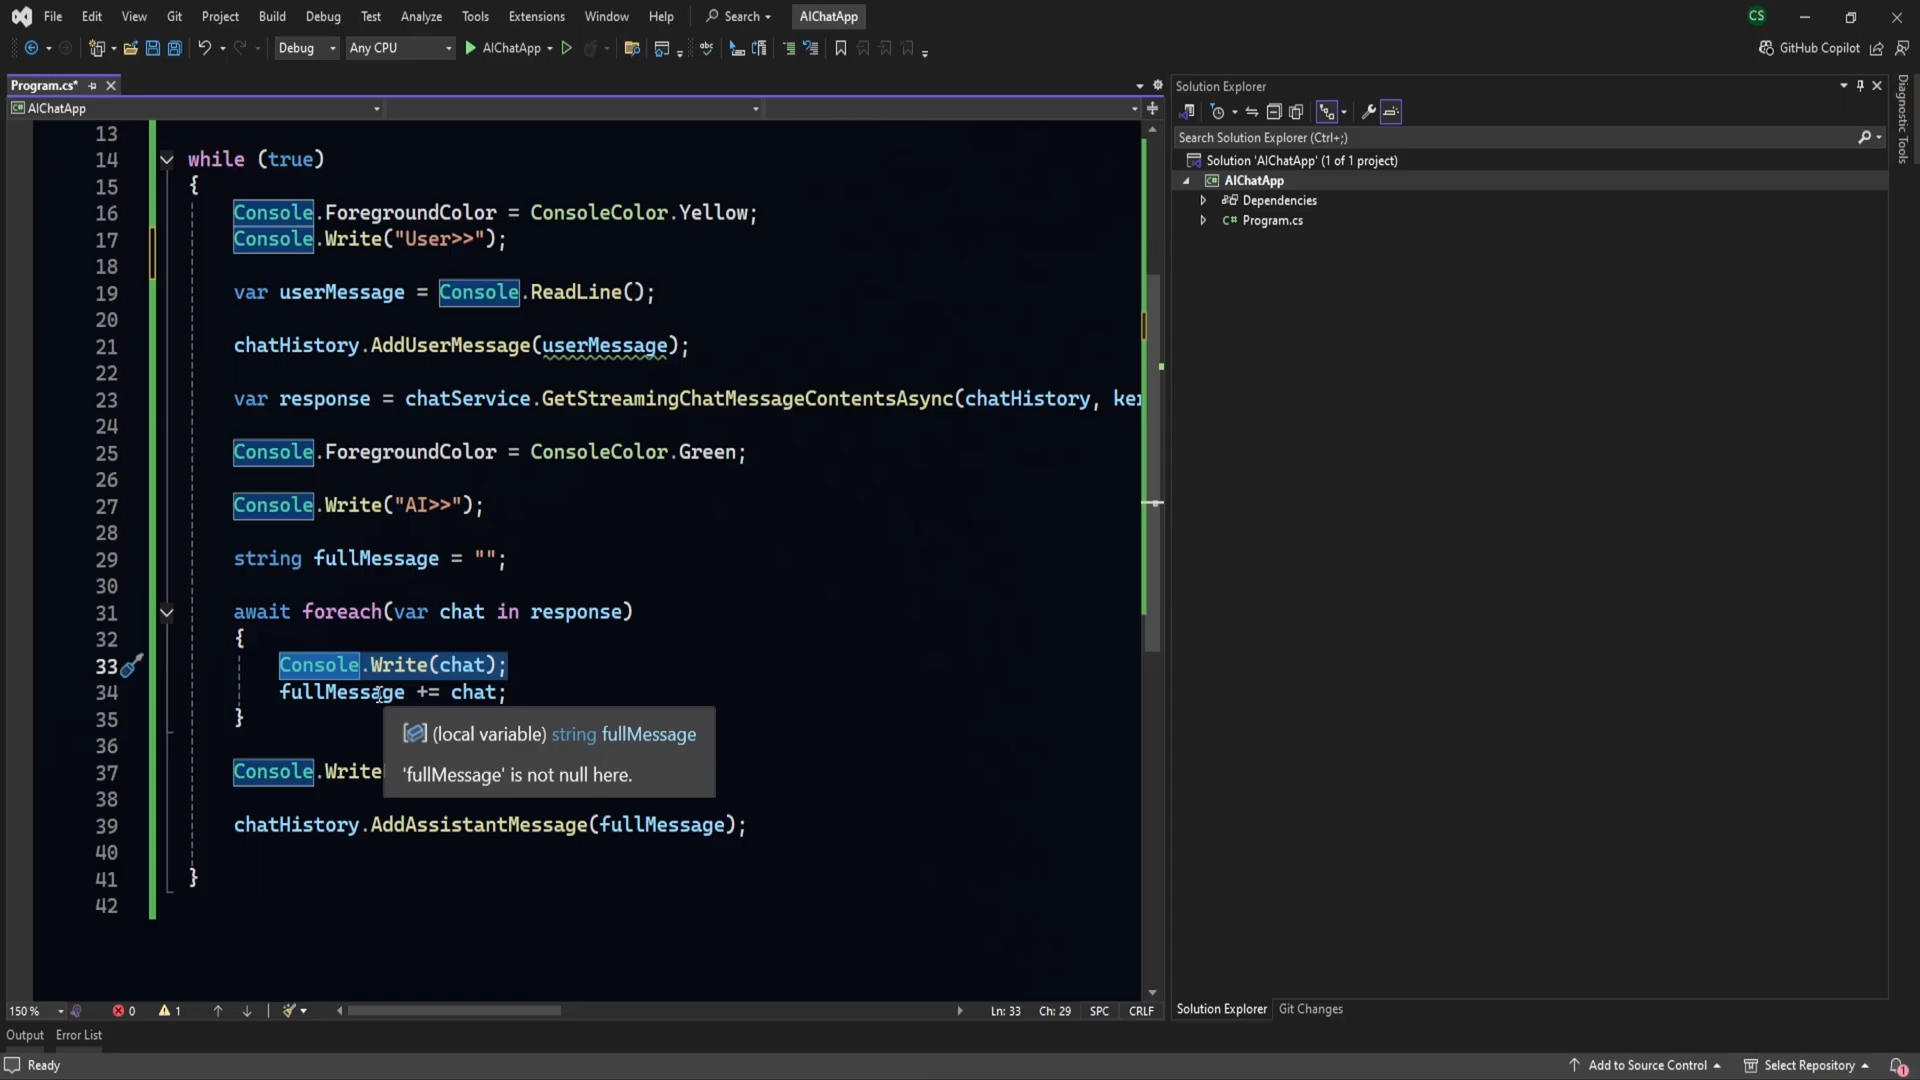 File Edit View Git Project Build Debug Test Analyze Tools Extensions Window Help Search AIChatApp CS
Debug Any CPU AIChatApp GitHub Copilot
Program.cs*
AIChatApp
13
14 while (true)
15 {
16 Console.ForegroundColor = ConsoleColor.Yellow;
17 Console.Write("User>>");
18
19 var userMessage = Console.ReadLine();
20
21 chatHistory.AddUserMessage(userMessage);
22
23 var response = chatService.GetStreamingChatMessageContentsAsync(chatHistory, ker
24
25 Console.ForegroundColor = ConsoleColor.Green;
26
27 Console.Write("AI>>");
28
29 string fullMessage = "";
30
31 await foreach(var chat in response)
32 {
33 Console.Write(chat);
34 fullMessage += chat;
35 }
36
37 Console.Write
38
39 chatHistory.AddAssistantMessage(fullMessage);
40
41 }
42
(local variable) string fullMessage
'fullMessage' is not null here.
150 % 0 1 Ln: 33 Ch: 29 SPC CRLF
Output Error List
Ready
Solution Explorer
Search Solution Explorer (Ctrl+;)
Solution 'AIChatApp' (1 of 1 project)
AIChatApp
Dependencies
C# Program.cs
Solution Explorer Git Changes
Add to Source Control Select Repository 1
Diagnostic Tools